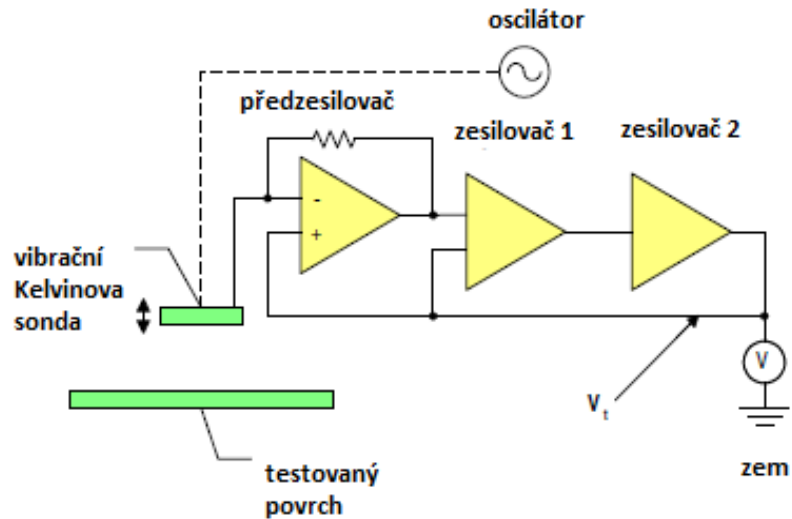 oscilátor
předzesilovač
zesilovač 1
zesilovač 2
-
+
vibrační
Kelvinova
sonda
V
V t
testovaný
povrch
zem